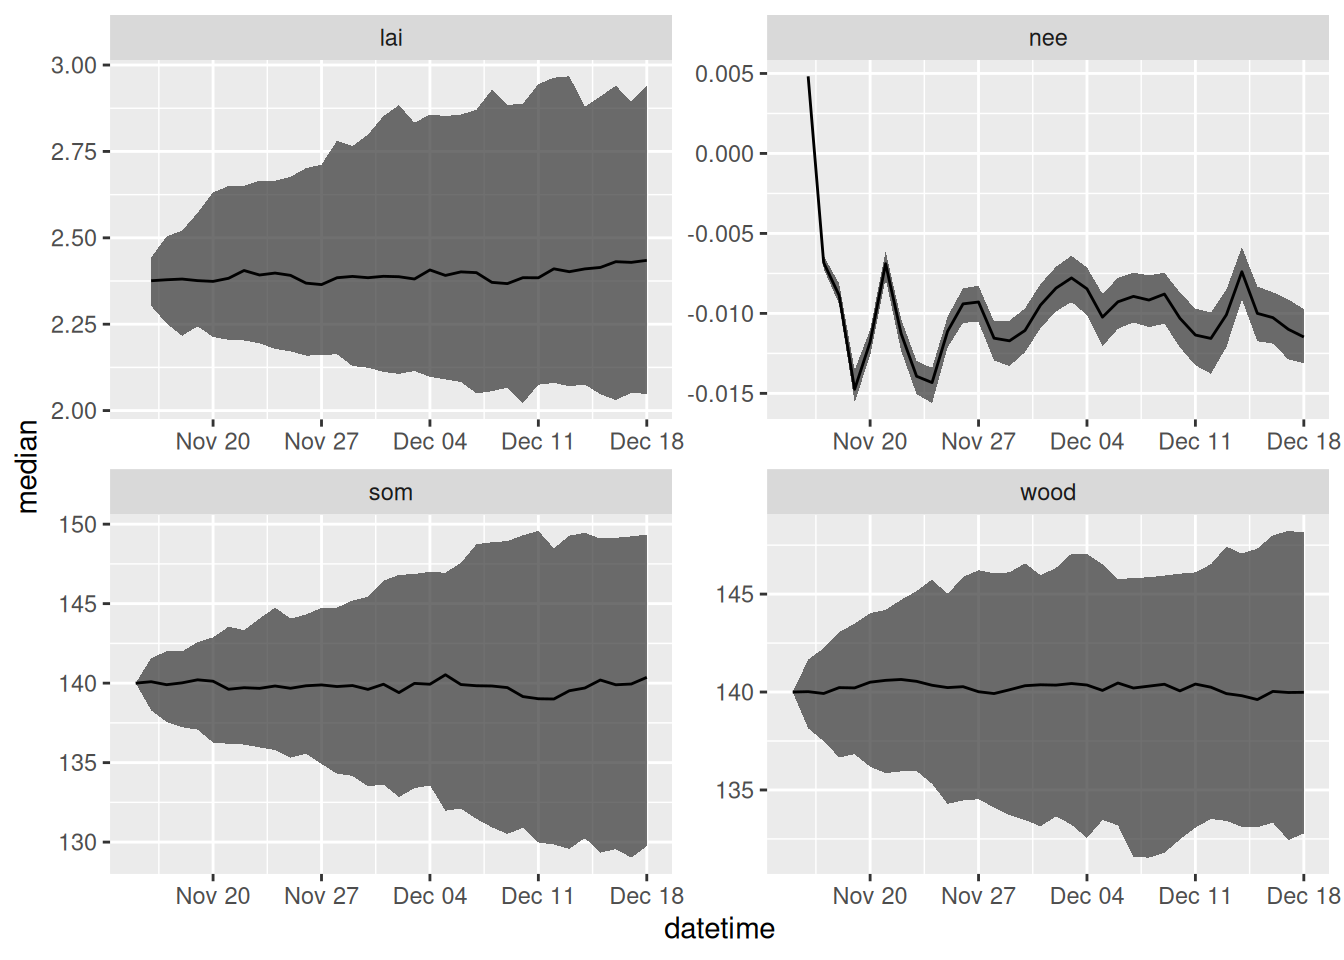 lai
3.00
2.75
2.50
2.25
2.00
Nov 20 Nov 27 Dec 04 Dec 11 Dec 18
nee
0.005
0.000
-0.005
-0.010
-0.015
Nov 20 Nov 27 Dec 04 Dec 11 Dec 18
median
som
150
145
140
135
130
Nov 20 Nov 27 Dec 04 Dec 11 Dec 18
wood
145
140
135
Nov 20 Nov 27 Dec 04 Dec 11 Dec 18
datetime